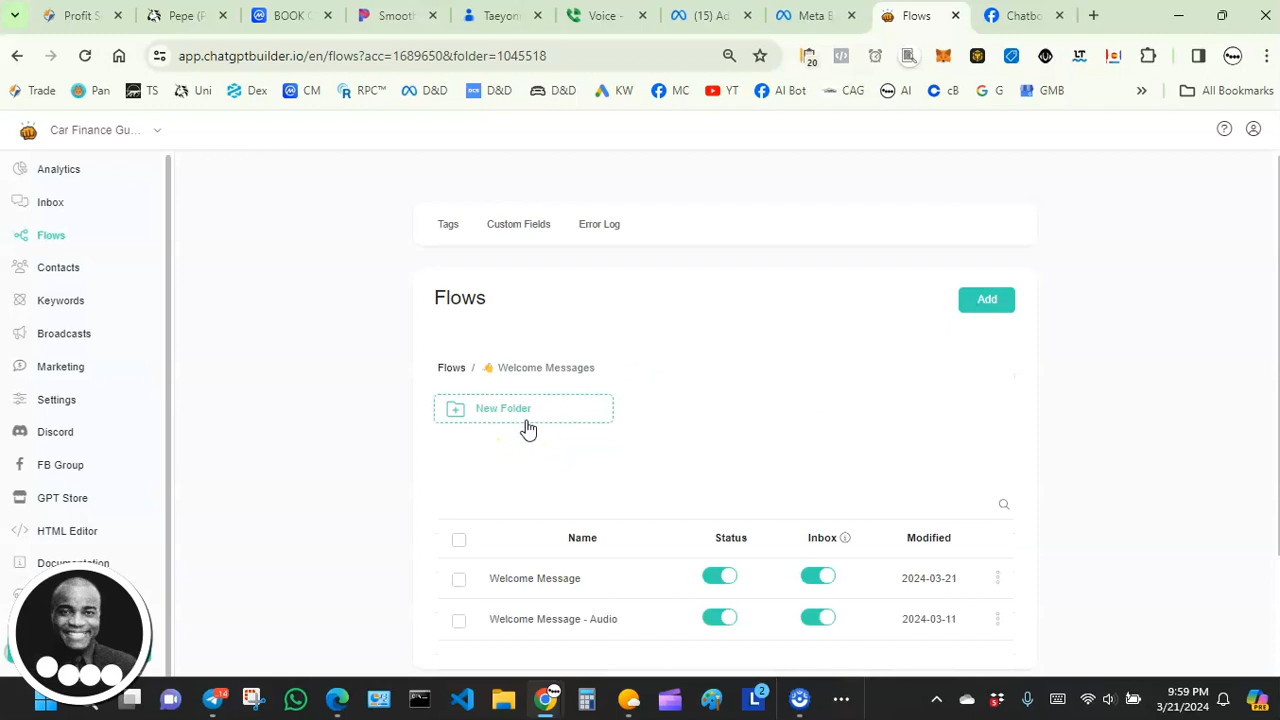 Profit S
Pepe (P
BOOK C
Smooth
Taeyon
Voice -
(15) Ad
Meta B
Flows
Chatbo
app.chatgptbuilder.io/en/flows?acc=1689650&folder=1045518
20
Trade
Pan
TS
Uni
Dex
CM
RPC™
D&D
D&D
D&D
KW
MC
YT
AI Bot
CAG
AI
cB
G
GMB
All Bookmarks
Car Finance Gu...
Analytics
Inbox
Flows
Contacts
Keywords
Broadcasts
Marketing
Settings
Discord
FB Group
GPT Store
HTML Editor
Documentation
Tags Custom Fields Error Log
Flows
Add
Flows / 👋 Welcome Messages
New Folder
Name Status Inbox Modified
Welcome Message 2024-03-21
Welcome Message - Audio 2024-03-11
14
2
9:59 PM
3/21/2024